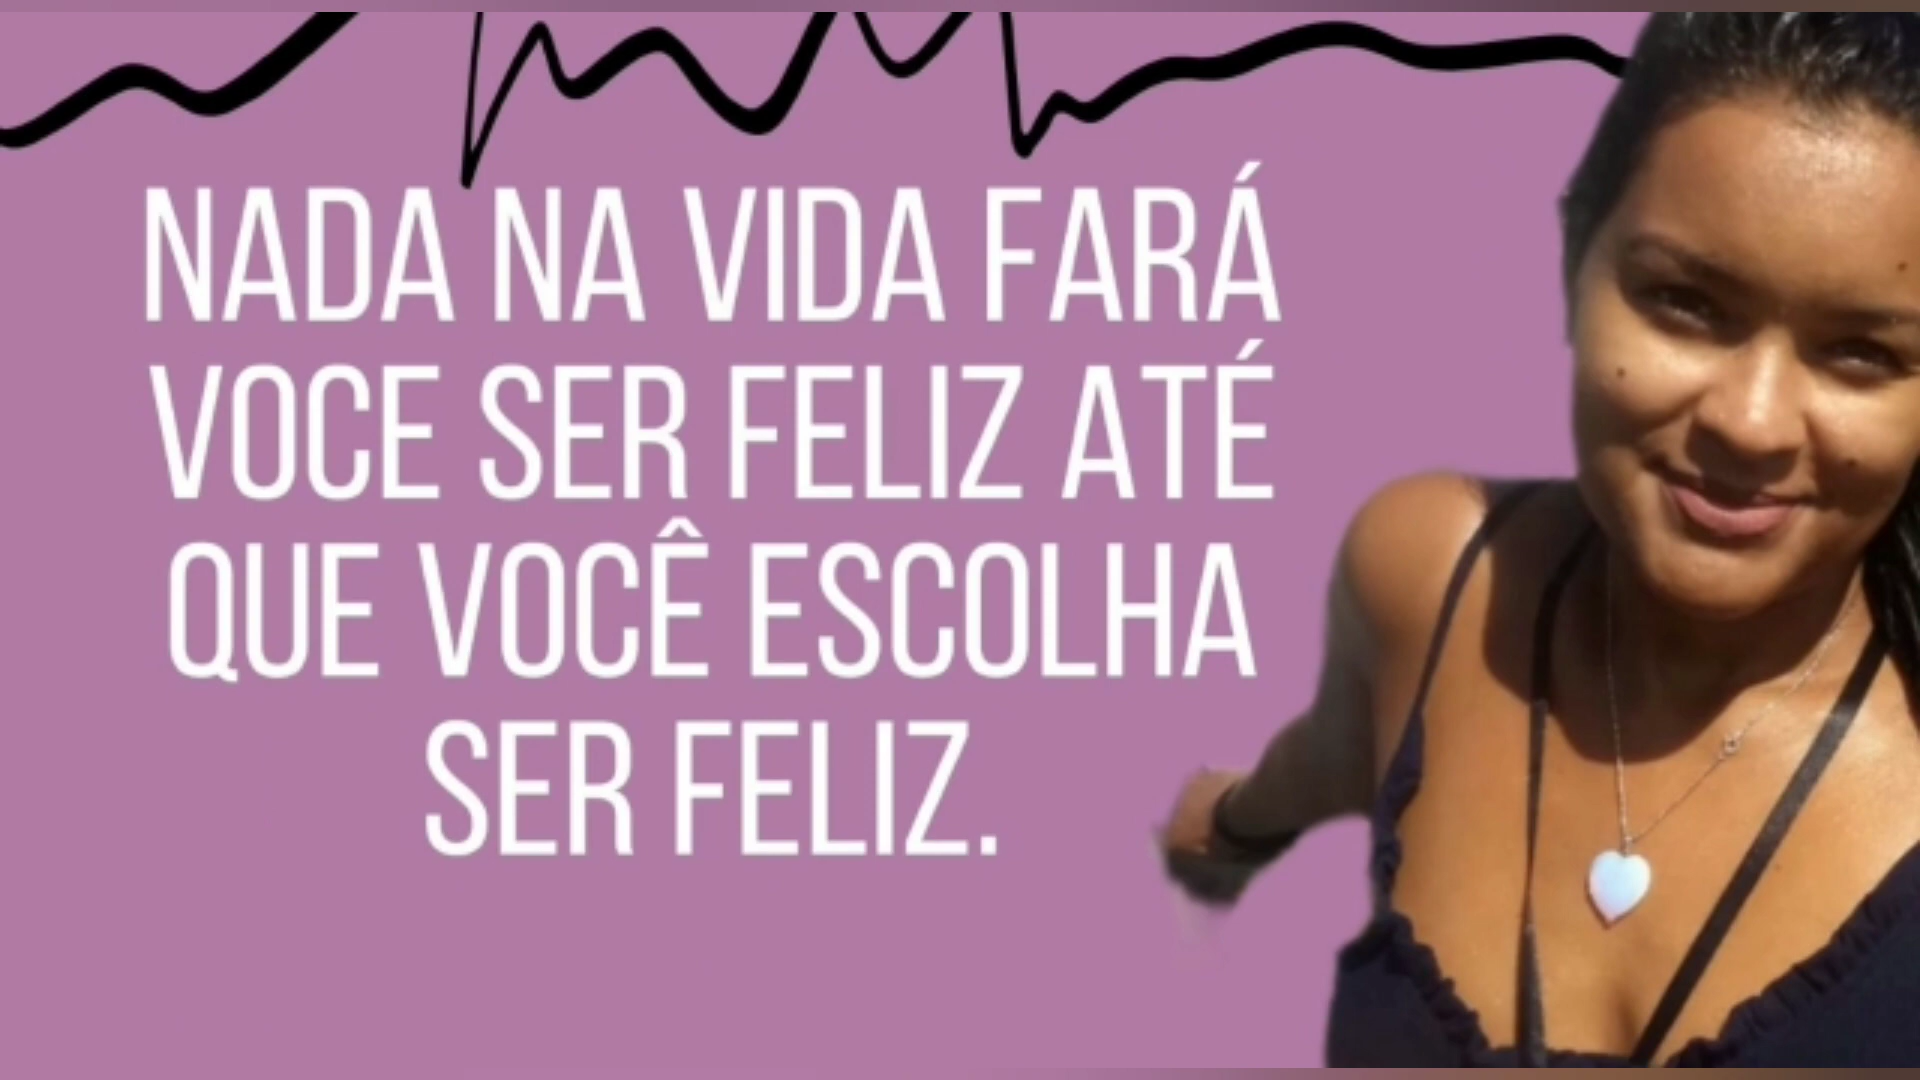 NADA NA VIDA FARÁ
VOCE SER FELIZ ATÉ
QUE VOCÊ ESCOLHA
SER FELIZ.